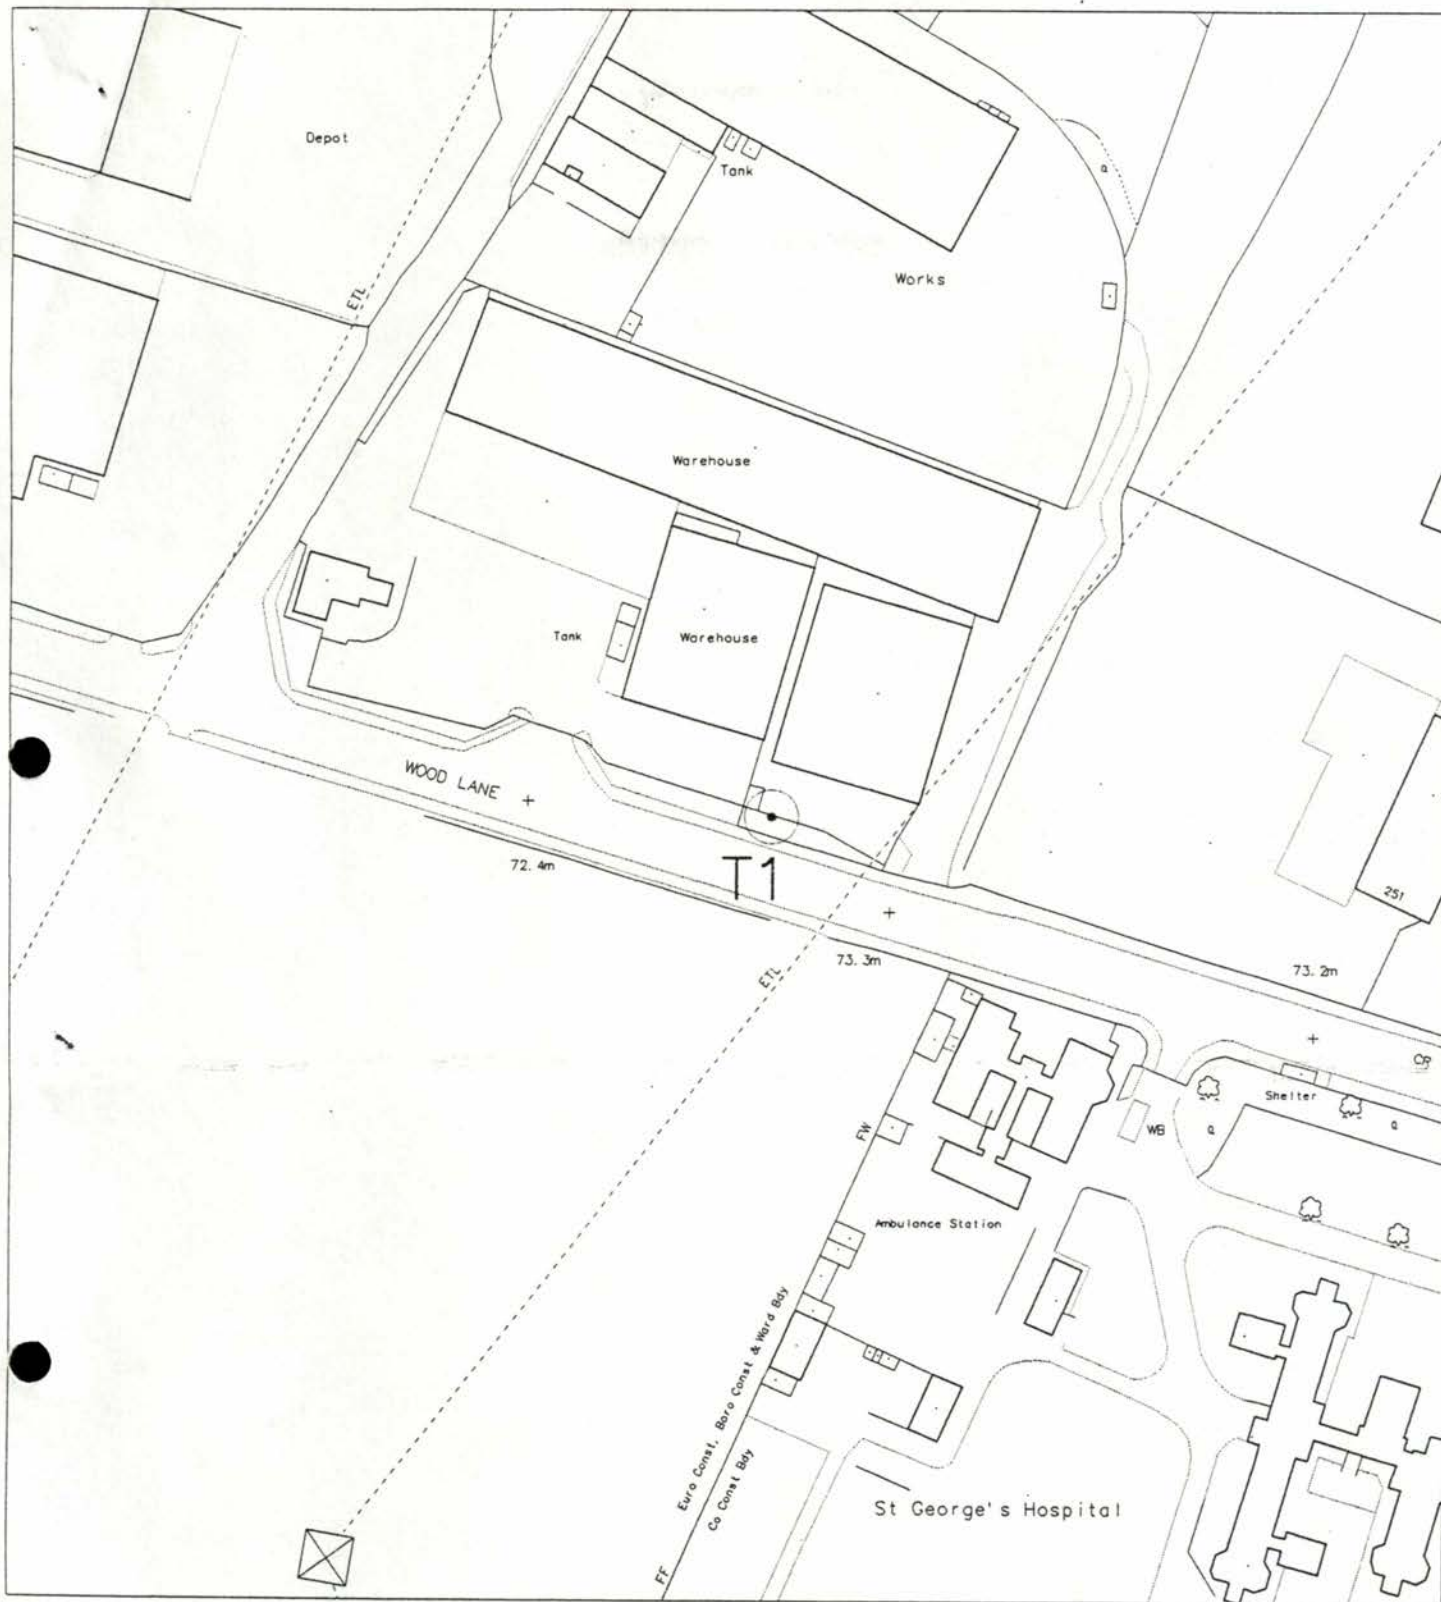 Depot
Tank
Works
ETL
Warehouse
Tank
Warehouse
WOOD LANE
72.4m
T1
251
73.3m
73.2m
ETL
CR
Shelter
WB
FW
Ambulance Station
Euro Const, Boro Const & Ward Bdy
Co Const Bdy
St George's Hospital
FF